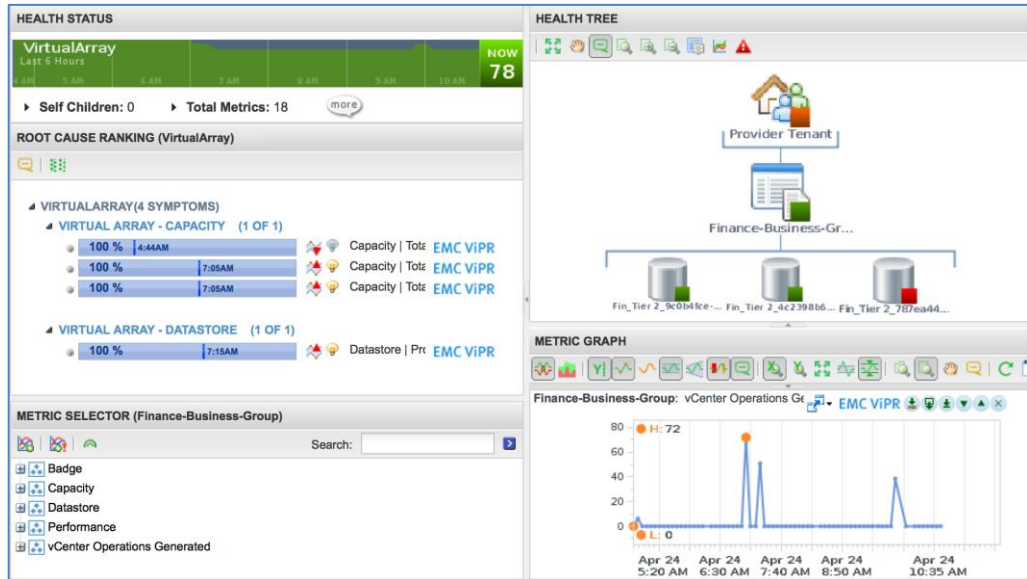 HEALTH STATUS
VirtualArray
Last 6 Hours
NOW
78
4 AM 5 AM 6 AM 7 AM 8 AM 9 AM 10 AM
Self Children: 0 Total Metrics: 18 more
ROOT CAUSE RANKING (VirtualArray)
VIRTUALARRAY(4 SYMPTOMS)
VIRTUAL ARRAY - CAPACITY (1 OF 1)
100 % 4:44AM Capacity | Tota EMC ViPR
100 % 7:05AM Capacity | Tota EMC ViPR
100 % 7:05AM Capacity | Tota EMC ViPR
VIRTUAL ARRAY - DATASTORE (1 OF 1)
100 % 7:15AM Datastore | Pro EMC ViPR
METRIC SELECTOR (Finance-Business-Group)
Search:
Badge
Capacity
Datastore
Performance
vCenter Operations Generated
HEALTH TREE
Provider Tenant
Finance-Business-Gr...
Fin_Tier 2_9c0b4fce-... Fin_Tier 2_4c2398b6... Fin_Tier 2_787ea44...
METRIC GRAPH
Finance-Business-Group: vCenter Operations Ge EMC ViPR
80
H: 72
60
40
20
0
L: 0
Apr 24 Apr 24 Apr 24 Apr 24 Apr 24
5:20 AM 6:30 AM 7:40 AM 8:50 AM 10:35 AM